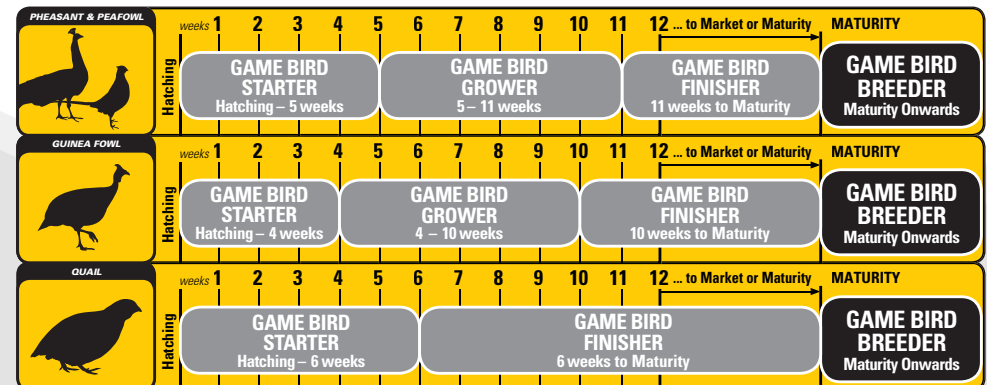 PHEASANT & PEAFOWL
weeks 1 2 3 4 5 6 7 8 9 10 11 12 ... to Market or Maturity MATURITY
Hatching
GAME BIRD
STARTER
Hatching – 5 weeks
GAME BIRD
GROWER
5 – 11 weeks
GAME BIRD
FINISHER
11 weeks to Maturity
GAME BIRD
BREEDER
Maturity Onwards
GUINEA FOWL
weeks 1 2 3 4 5 6 7 8 9 10 11 12 ... to Market or Maturity MATURITY
Hatching
GAME BIRD
STARTER
Hatching – 4 weeks
GAME BIRD
GROWER
4 – 10 weeks
GAME BIRD
FINISHER
10 weeks to Maturity
GAME BIRD
BREEDER
Maturity Onwards
QUAIL
weeks 1 2 3 4 5 6 7 8 9 10 11 12 ... to Market or Maturity MATURITY
Hatching
GAME BIRD
STARTER
Hatching – 6 weeks
GAME BIRD
FINISHER
6 weeks to Maturity
GAME BIRD
BREEDER
Maturity Onwards